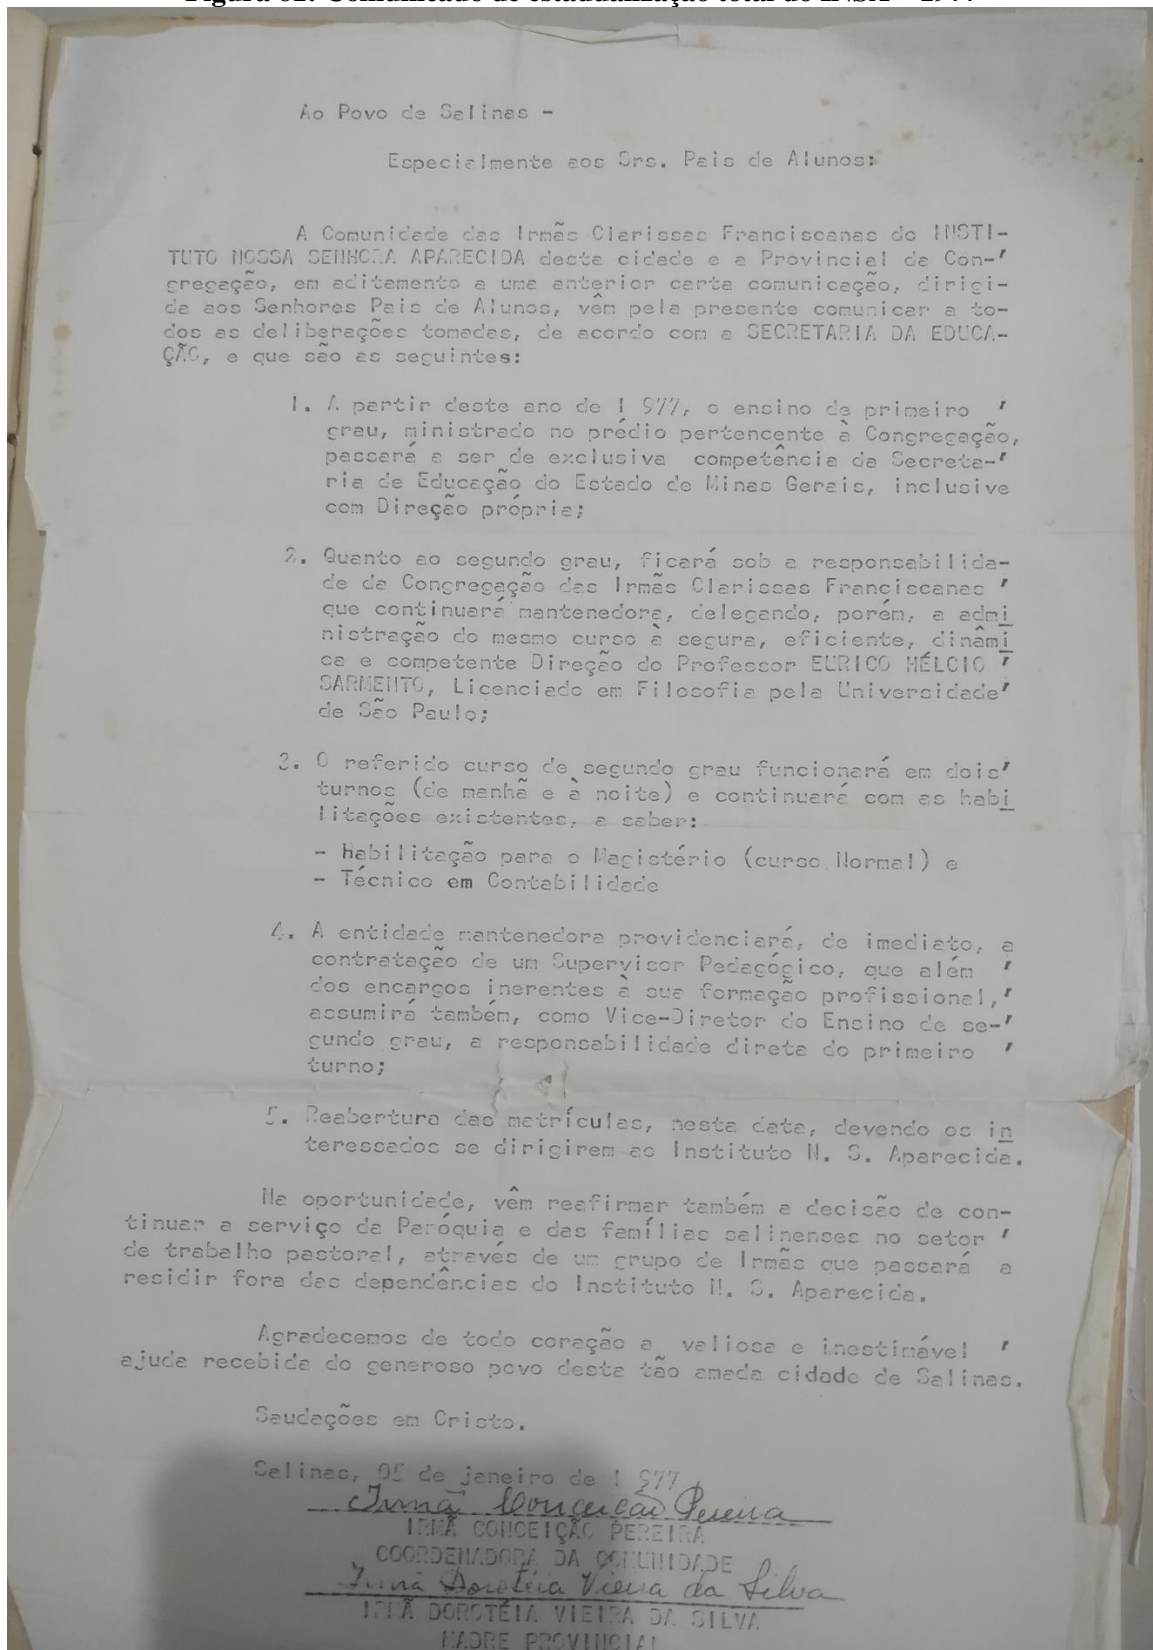 Ao Povo de Salinas -
Especialmente aos Srs. Pais de Alunos:
A Comunidade das Irmãs Clarissas Franciscanas do INSTI-
TUTO NOSSA SENHORA APARECIDA desta cidade e a Provincial da Con-'
gregação, em aditamento a uma anterior carta comunicação, dirigi-
da aos Senhores Pais de Alunos, vêm pela presente comunicar a to-
dos as deliberações tomadas, de acordo com a SECRETARIA DA EDUCA-
ÇÃO, e que são as seguintes:
1. A partir deste ano de 1 977, o ensino de primeiro '
grau, ministrado no prédio pertencente à Congregação,
passará a ser de exclusiva competência da Secreta-'
ria de Educação do Estado de Minas Gerais, inclusive
com Direção própria;
2. Quanto ao segundo grau, ficará sob a responsabilida-
de da Congregação das Irmãs Clarissas Franciscanas '
que continuará mantenedora, delegando, porém, a admi
nistração do mesmo curso à segura, eficiente, dinâmi
ca e competente Direção do Professor EURICO HÉLCIO '
SARMENTO, Licenciado em Filosofia pela Universidade'
de São Paulo;
3. O referido curso de segundo grau funcionará em dois'
turnos (de manhã e à noite) e continuará com as habi
litações existentes, a saber:
- Habilitação para o Magistério (curso Normal) e
- Técnico em Contabilidade
4. A entidade mantenedora providenciará, de imediato, a
contratação de um Supervisor Pedagógico, que além '
dos encargos inerentes à sua formação profissional,'
assumirá também, como Vice-Diretor do Ensino de se-'
gundo grau, a responsabilidade direta do primeiro '
turno;
5. Reabertura das matrículas, nesta data, devendo os in
teressados se dirigirem ao Instituto N. S. Aparecida.
Na oportunidade, vêm reafirmar também a decisão de con-
tinuar a serviço da Paróquia e das famílias salinenses no setor '
de trabalho pastoral, através de um grupo de Irmãs que passará a
residir fora das dependências do Instituto N. S. Aparecida.
Agradecemos de todo coração a valiosa e inestimável '
ajuda recebida do generoso povo desta tão amada cidade de Salinas.
Saudações em Cristo.
Salinas, 05 de janeiro de 1 977
Irmã Conceição Pereira
IRMÃ CONCEIÇÃO PEREIRA
COORDENADORA DA COMUNIDADE
Irmã Dorotéia Vieira da Silva
IRMÃ DOROTÉIA VIEIRA DA SILVA
MADRE PROVINCIAL